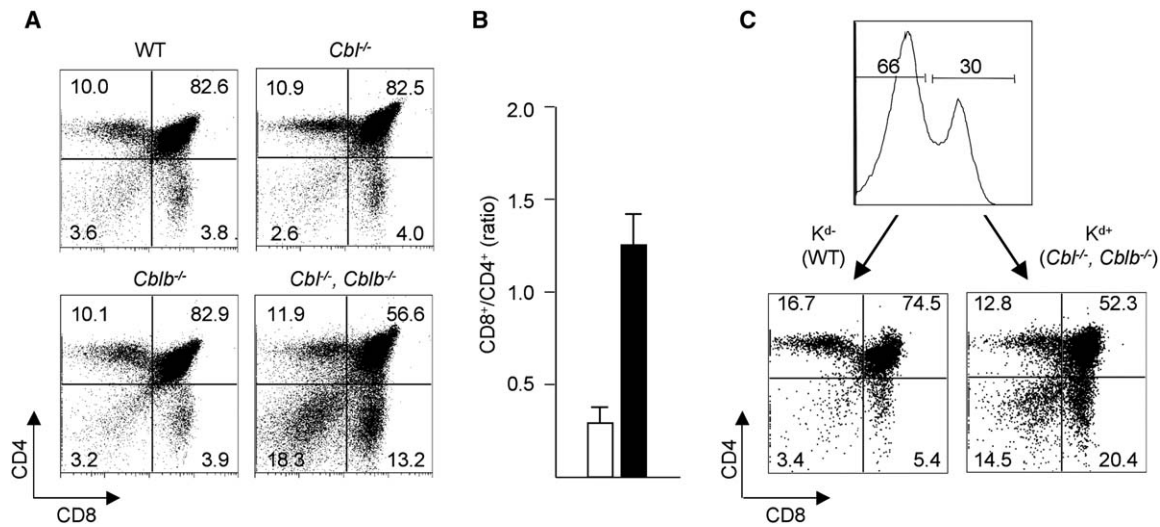 A
WT
10.0 82.6
3.6 3.8
Cbl-/-
10.9 82.5
2.6 4.0
Cblb-/-
10.1 82.9
3.2 3.9
Cbl-/-, Cblb-/-
11.9 56.6
18.3 13.2
CD4
CD8
B
CD8+/CD4+ (ratio)
2.0
1.5
1.0
0.5
C
66 30
Kd-
(WT)
Kd+
(Cbl-/-, Cblb-/-)
16.7 74.5
3.4 5.4
12.8 52.3
14.5 20.4
CD4
CD8